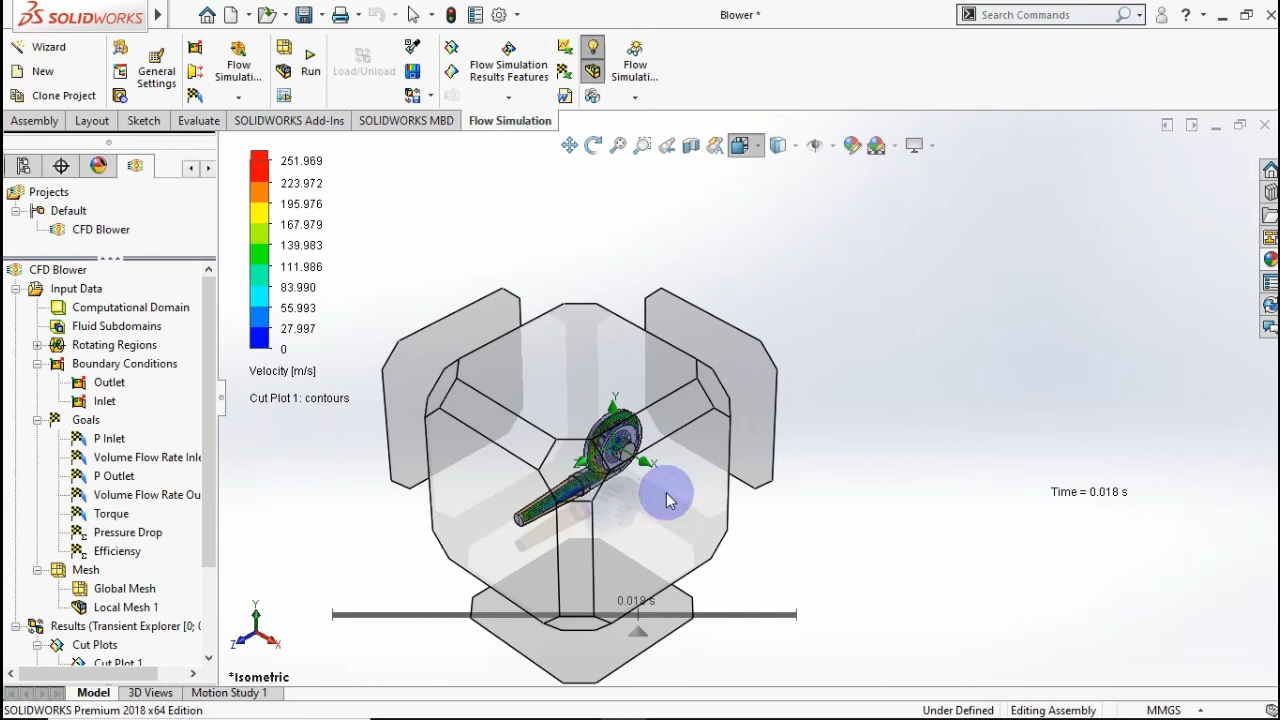 SOLIDWORKS
Blower *
Search Commands
Wizard
New
Clone Project
General
Settings
Flow
Simulati...
Run
Load/Unload
Flow Simulation
Results Features
Flow
Simulati...
Assembly
Layout
Sketch
Evaluate
SOLIDWORKS Add-Ins
SOLIDWORKS MBD
Flow Simulation
Projects
Default
CFD Blower
CFD Blower
Input Data
Computational Domain
Fluid Subdomains
Rotating Regions
Boundary Conditions
Outlet
Inlet
Goals
P Inlet
Volume Flow Rate Inle
P Outlet
Volume Flow Rate Ou
Torque
Pressure Drop
Efficiency
Mesh
Global Mesh
Local Mesh 1
Results (Transient Explorer [0; 0
Cut Plots
Cut Plot 1
251.969
223.972
195.976
167.979
139.983
111.986
83.990
55.993
27.997
0
Velocity [m/s]
Cut Plot 1: contours
Y
X
Time = 0.018 s
0.018 s
Y
Z
X
*Isometric
Model
3D Views
Motion Study 1
SOLIDWORKS Premium 2018 x64 Edition
Under Defined
Editing Assembly
MMGS